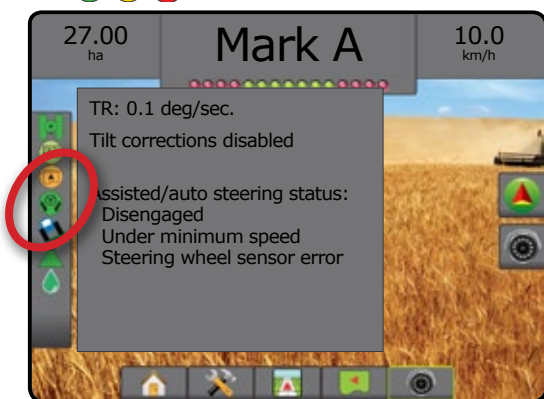 27.00
ha
Mark A
10.0
km/h
TR: 0.1 deg/sec.
Tilt corrections disabled
Assisted/auto steering status:
Disengaged
Under minimum speed
Steering wheel sensor error